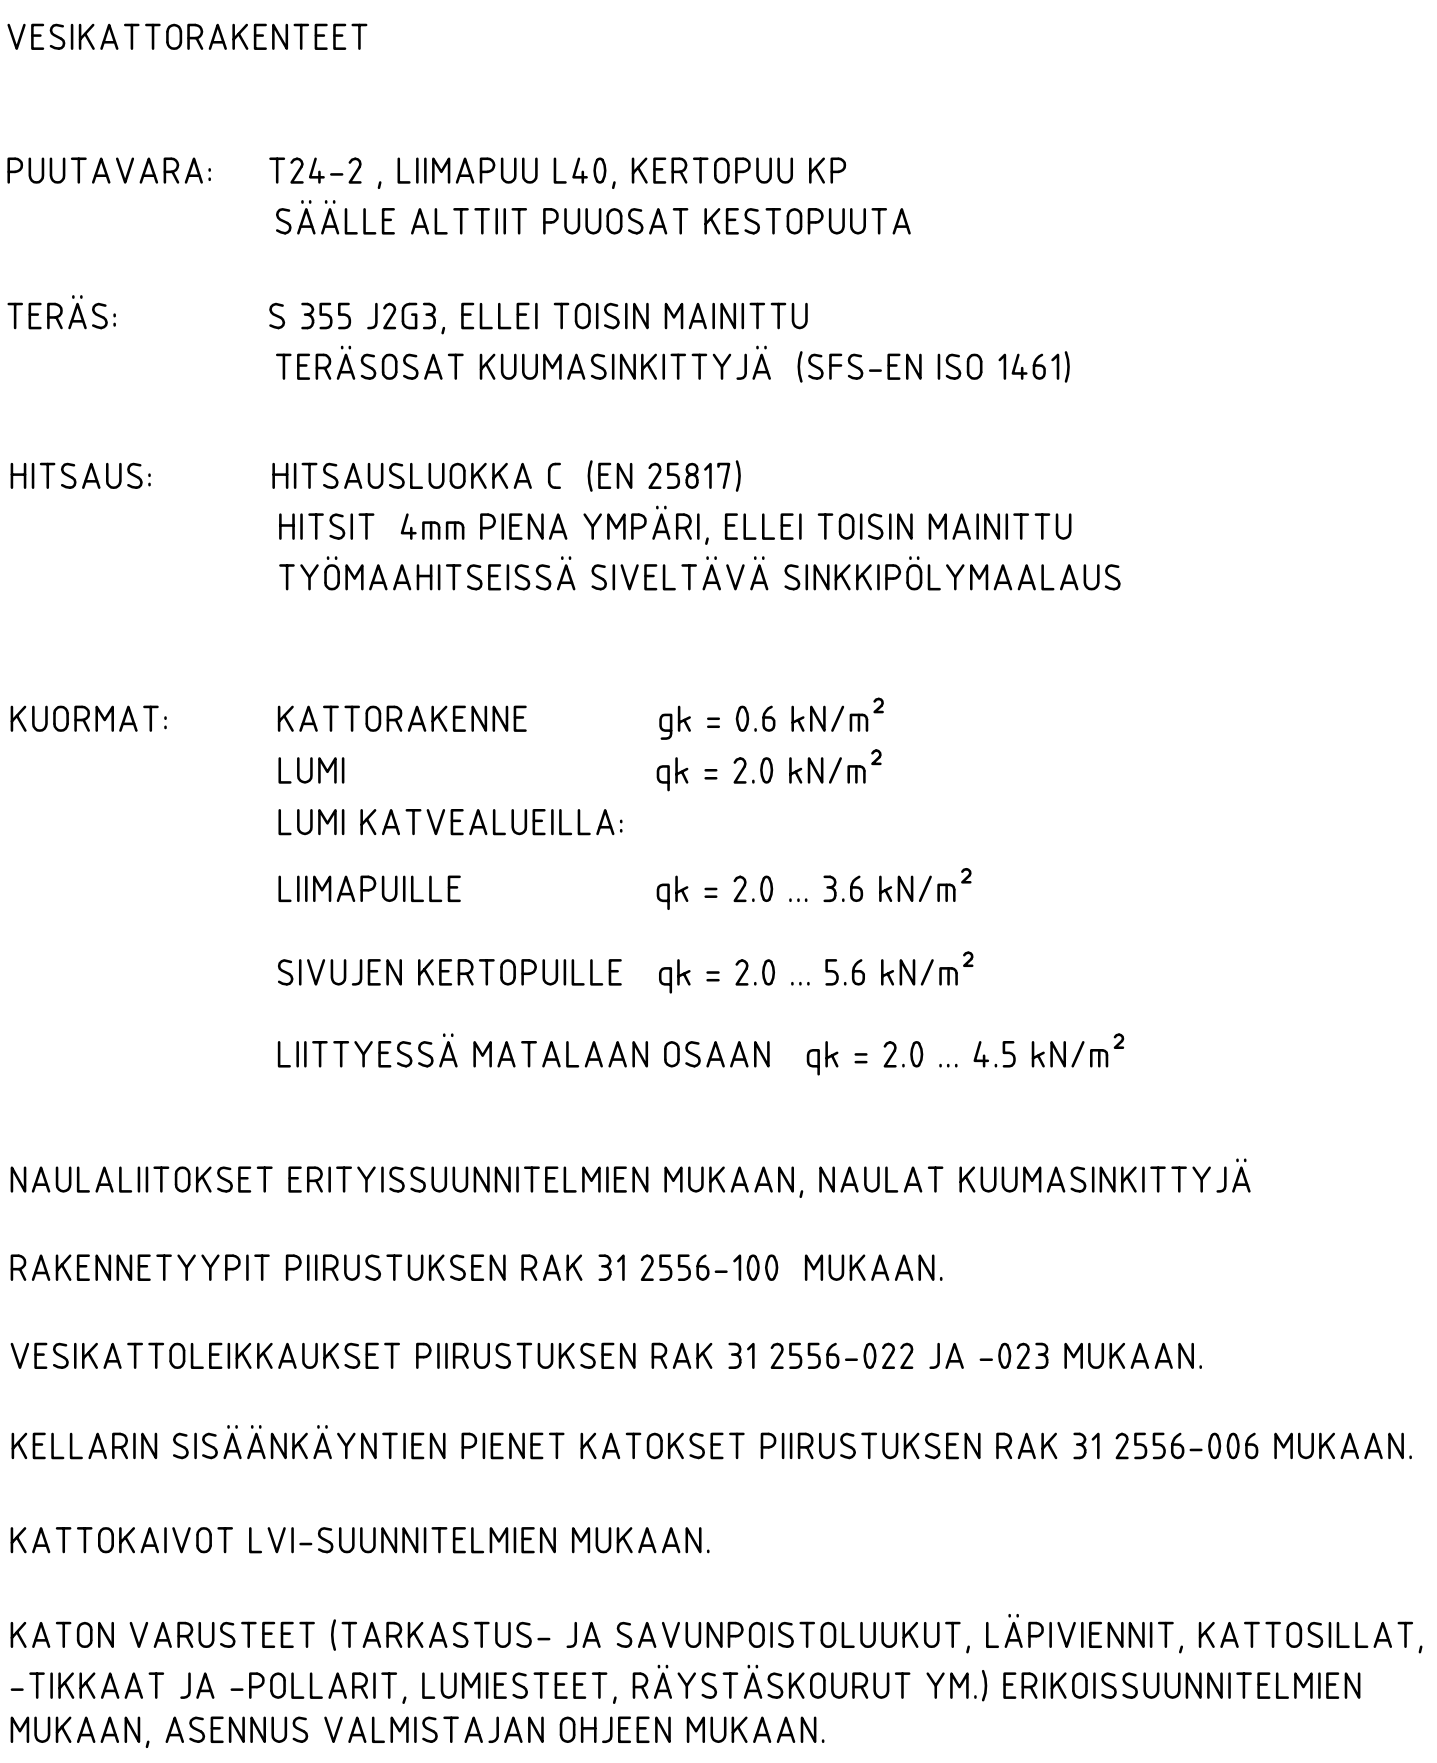 VESIKATTORAKENTEET
PUUTAVARA: T24-2 , LIIMAPUU L40, KERTOPUU KP
SÄÄLLE ALTTIIT PUUOSAT KESTOPUUTA
TERÄS: S 355 J2G3, ELLEI TOISIN MAINITTU
TERÄSOSAT KUUMASINKITTYJÄ (SFS-EN ISO 1461)
HITSAUS: HITSAUSLUOKKA C (EN 25817)
HITSIT 4mm PIENA YMPÄRI, ELLEI TOISIN MAINITTU
TYÖMAAHITSEISSÄ SIVELTÄVÄ SINKKIPÖLYMAALAUS
KUORMAT: KATTORAKENNE gk = 0.6 kN/m²
LUMI qk = 2.0 kN/m²
LUMI KATVEALUEILLA:
LIIMAPUILLE qk = 2.0 ... 3.6 kN/m²
SIVUJEN KERTOPUILLE qk = 2.0 ... 5.6 kN/m²
LIITTYESSÄ MATALAAN OSAAN qk = 2.0 ... 4.5 kN/m²
NAULALIITOKSET ERITYISSUUNNITELMIEN MUKAAN, NAULAT KUUMASINKITTYJÄ
RAKENNETYYPIT PIIRUSTUKSEN RAK 31 2556-100 MUKAAN.
VESIKATTOLEIKKAUKSET PIIRUSTUKSEN RAK 31 2556-022 JA -023 MUKAAN.
KELLARIN SISÄÄNKÄYNTIEN PIENET KATOKSET PIIRUSTUKSEN RAK 31 2556-006 MUKAAN.
KATTOKAIVOT LVI-SUUNNITELMIEN MUKAAN.
KATON VARUSTEET (TARKASTUS- JA SAVUNPOISTOLUUKUT, LÄPIVIENNIT, KATTOSILLAT,
-TIKKAAT JA -POLLARIT, LUMIESTEET, RÄYSTÄSKOURUT YM.) ERIKOISSUUNNITELMIEN
MUKAAN, ASENNUS VALMISTAJAN OHJEEN MUKAAN.